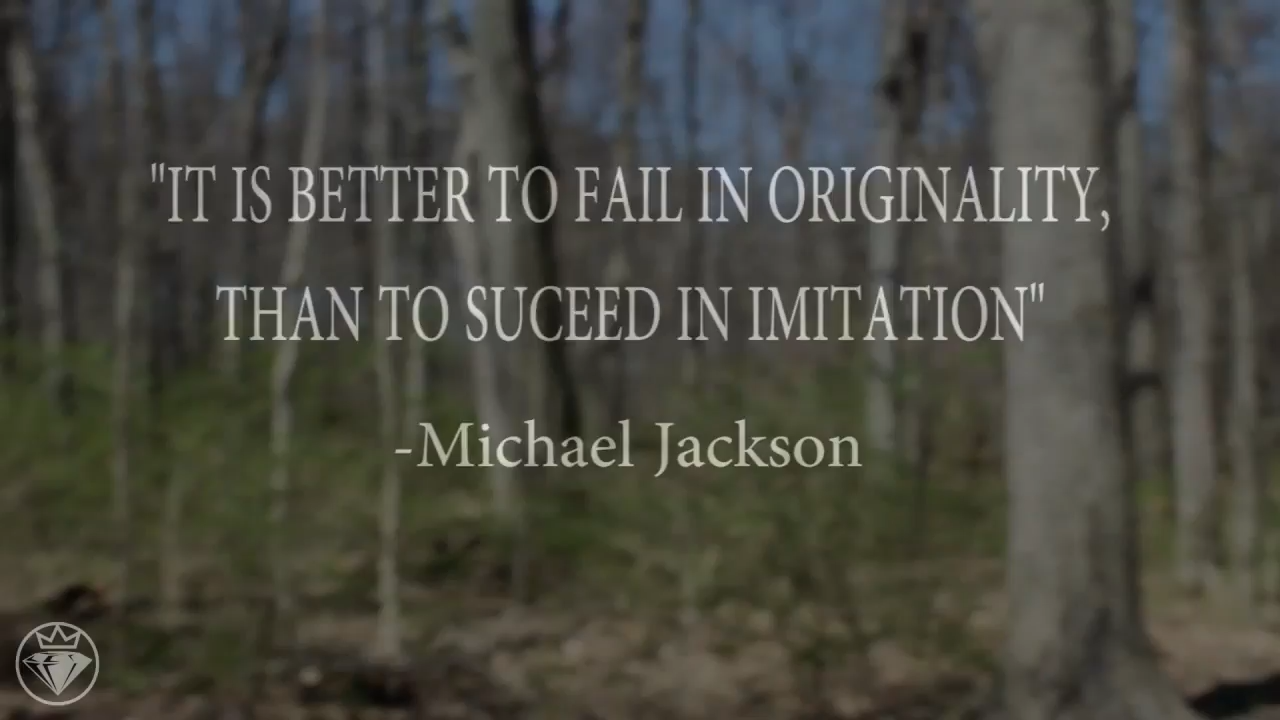 "IT IS BETTER TO FAIL IN ORIGINALITY,
THAN TO SUCEED IN IMITATION"
-Michael Jackson